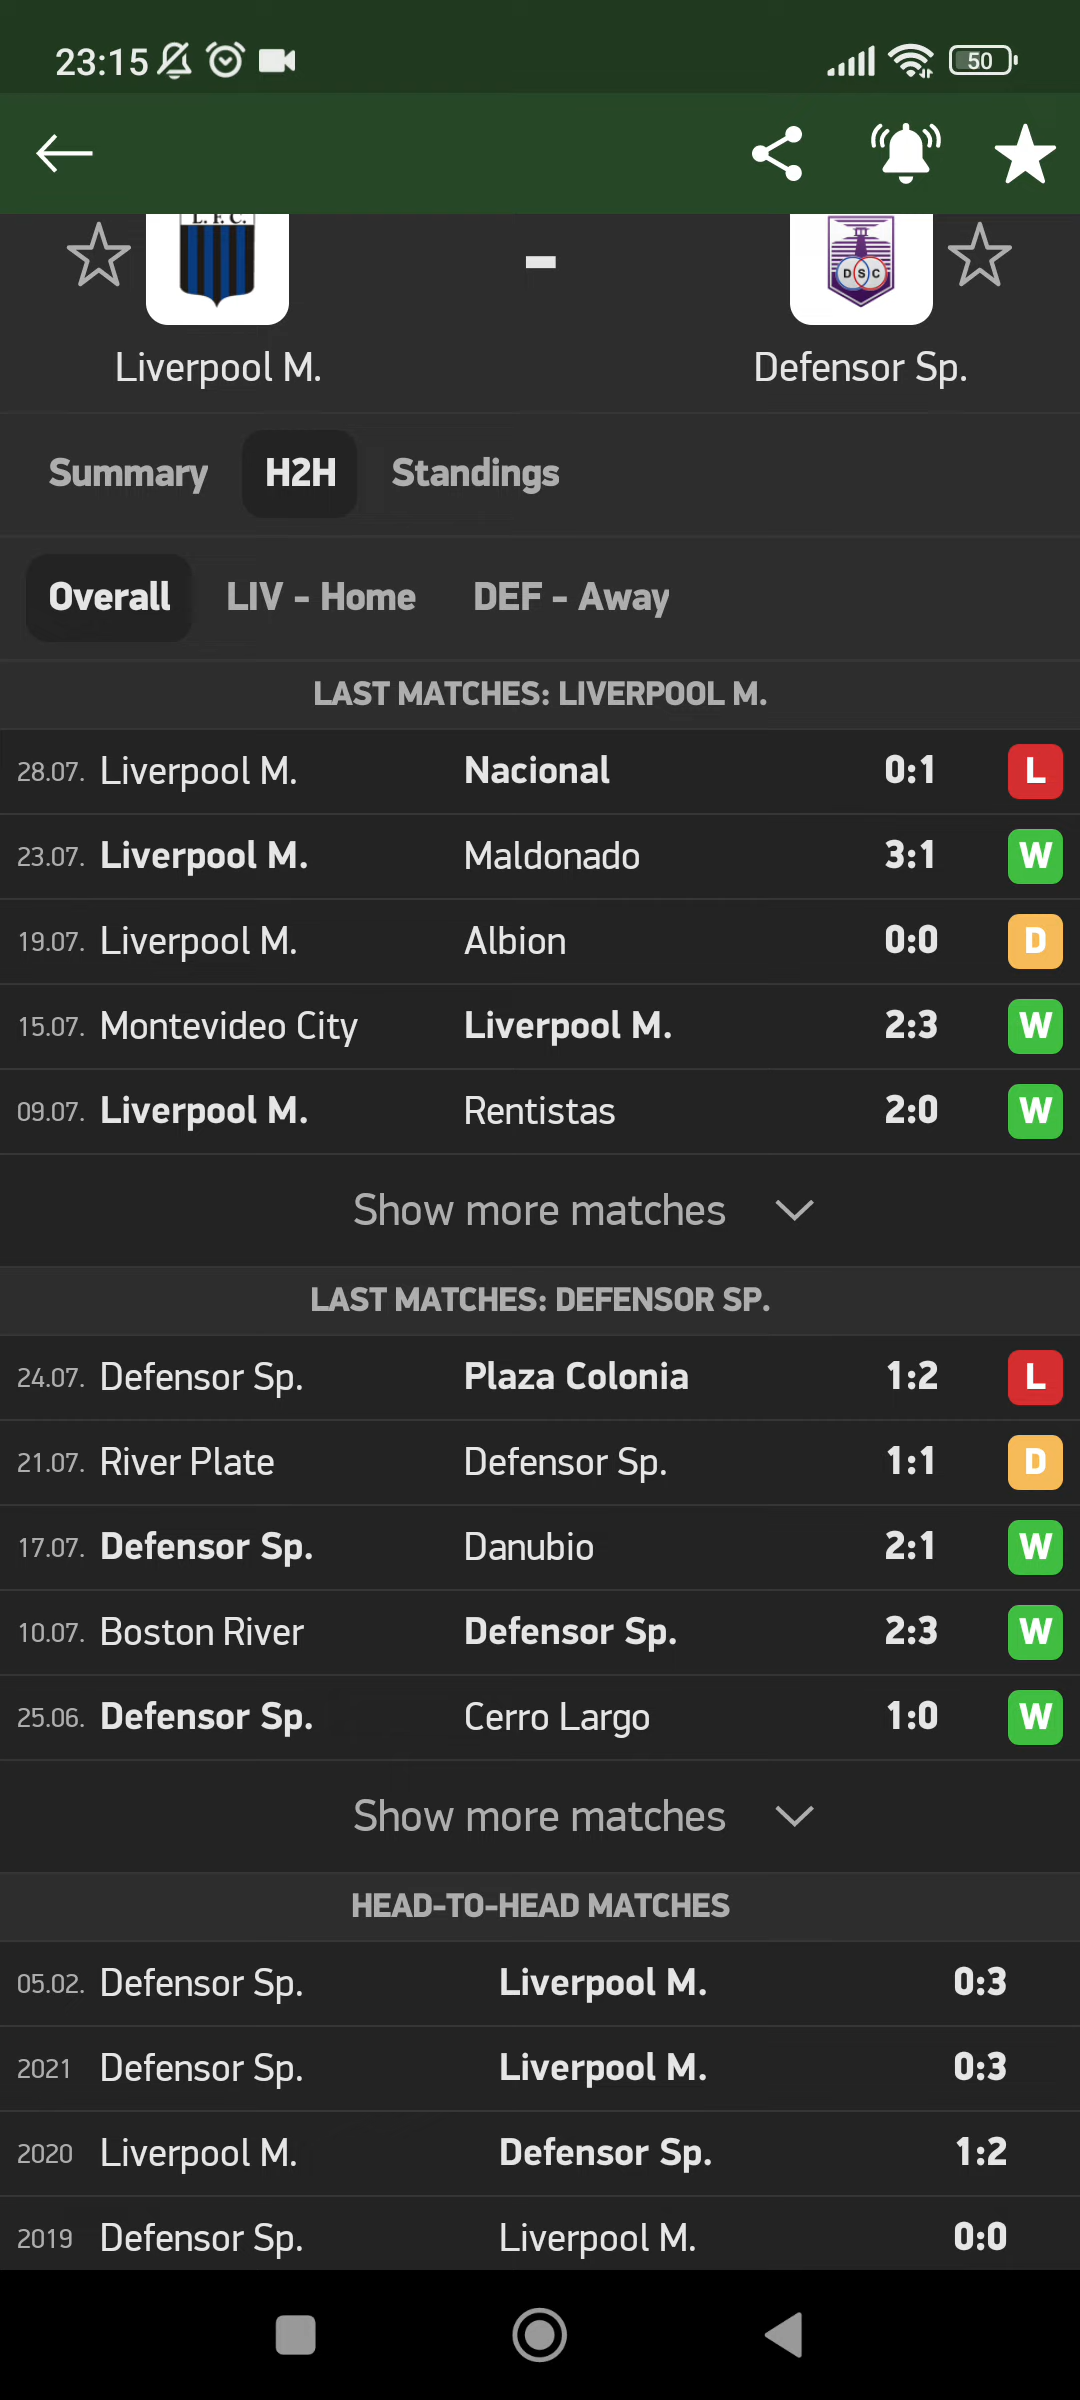 23:15 50
L. F. C.
DSC
Liverpool M. Defensor Sp.
Summary H2H Standings
Overall LIV - Home DEF - Away
LAST MATCHES: LIVERPOOL M.
28.07. Liverpool M. Nacional 0:1 L
23.07. Liverpool M. Maldonado 3:1 W
19.07. Liverpool M. Albion 0:0 D
15.07. Montevideo City Liverpool M. 2:3 W
09.07. Liverpool M. Rentistas 2:0 W
Show more matches
LAST MATCHES: DEFENSOR SP.
24.07. Defensor Sp. Plaza Colonia 1:2 L
21.07. River Plate Defensor Sp. 1:1 D
17.07. Defensor Sp. Danubio 2:1 W
10.07. Boston River Defensor Sp. 2:3 W
25.06. Defensor Sp. Cerro Largo 1:0 W
Show more matches
HEAD-TO-HEAD MATCHES
05.02. Defensor Sp. Liverpool M. 0:3
2021 Defensor Sp. Liverpool M. 0:3
2020 Liverpool M. Defensor Sp. 1:2
2019 Defensor Sp. Liverpool M. 0:0